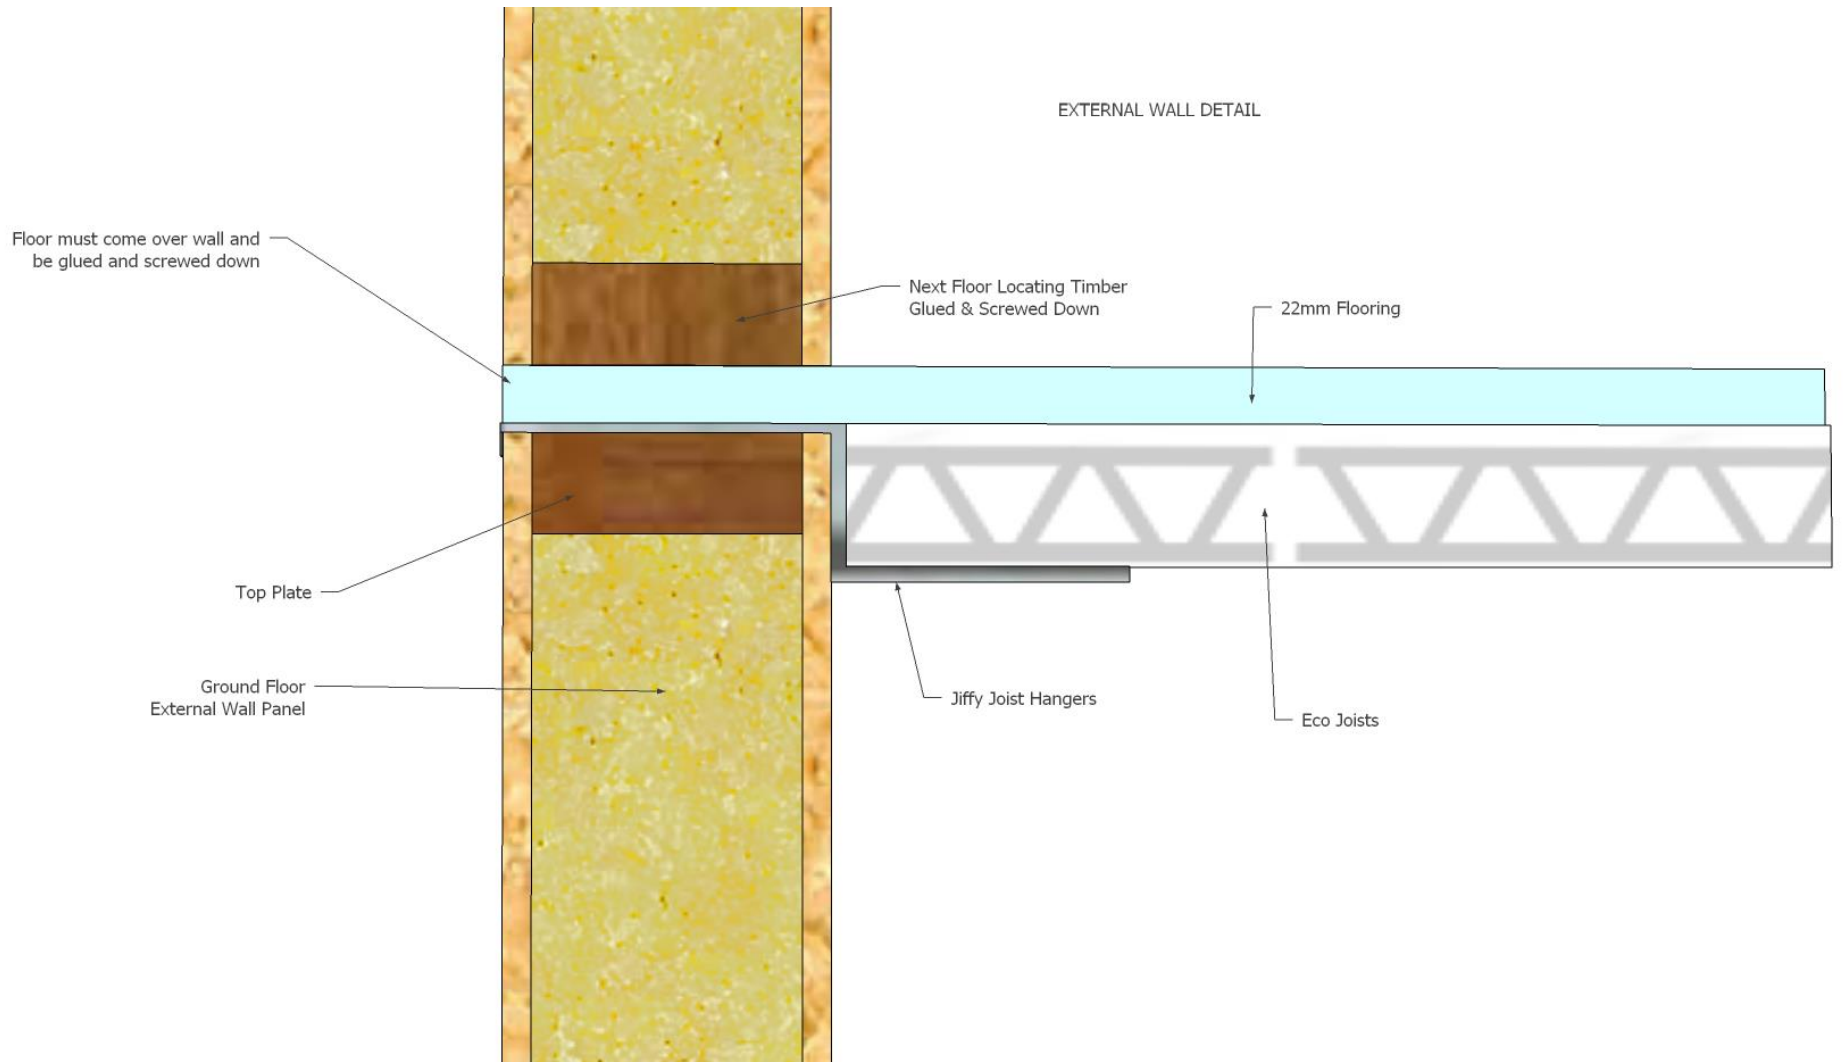 EXTERNAL WALL DETAIL
Floor must come over wall and
be glued and screwed down
Next Floor Locating Timber
Glued & Screwed Down
22mm Flooring
Top Plate
Ground Floor
External Wall Panel
Jiffy Joist Hangers
Eco Joists